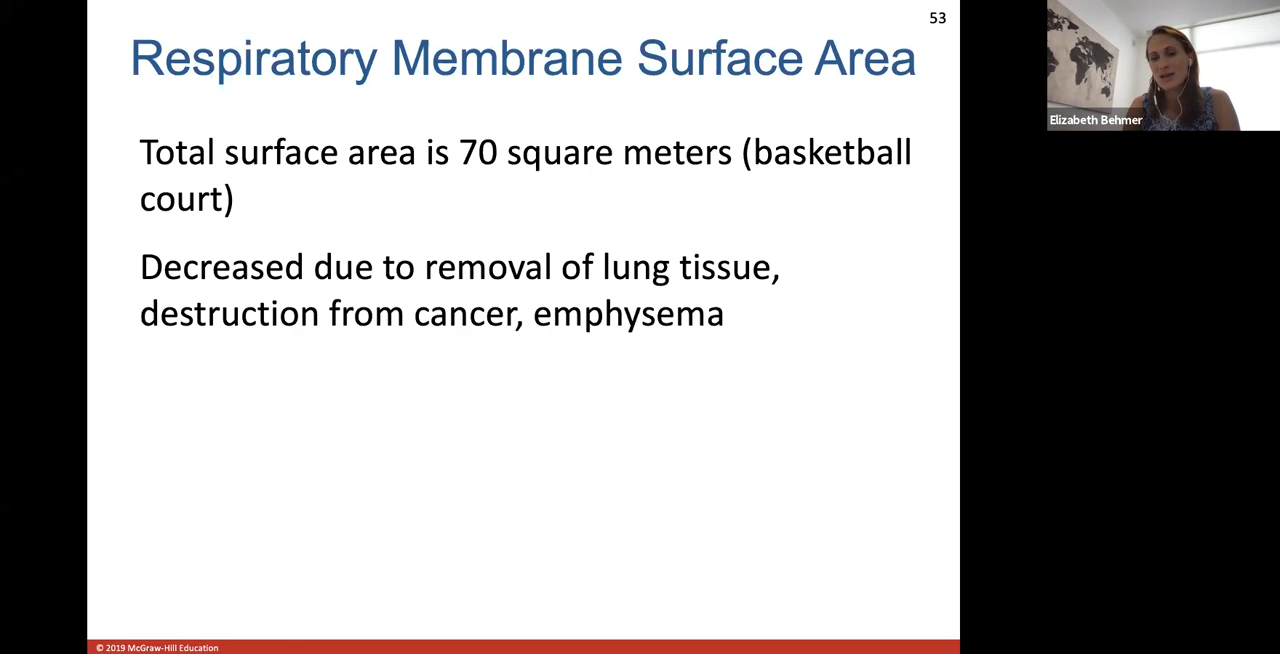 53
Respiratory Membrane Surface Area
Elizabeth Behmer
Total surface area is 70 square meters (basketball
court)
Decreased due to removal of lung tissue,
destruction from cancer, emphysema
© 2019 McGraw-Hill Education